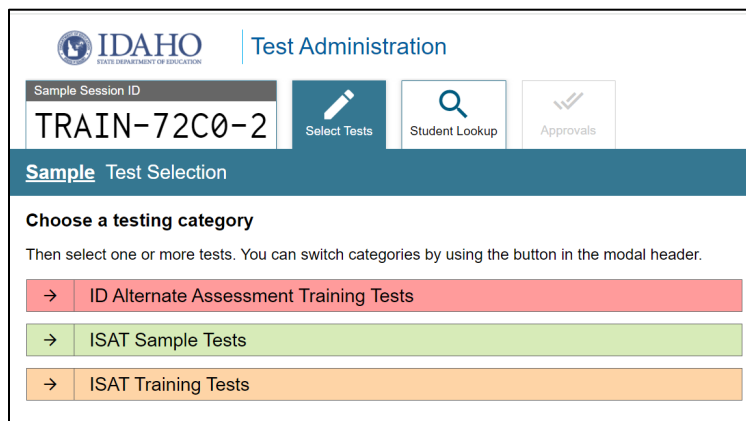 IDAHO
STATE DEPARTMENT OF EDUCATION
Test Administration
Sample Session ID
TRAIN-72C0-2
Select Tests
Student Lookup
Approvals
Sample Test Selection
Choose a testing category
Then select one or more tests. You can switch categories by using the button in the modal header.
→ ID Alternate Assessment Training Tests
→ ISAT Sample Tests
→ ISAT Training Tests